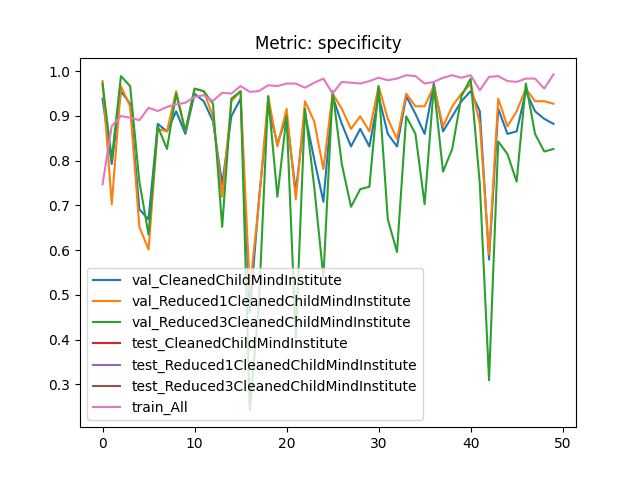 Metric: specificity
1.0
0.9
0.8
0.7
0.6
0.5
0.4
0.3
val_CleanedChildMindInstitute
val_Reduced1CleanedChildMindInstitute
val_Reduced3CleanedChildMindInstitute
test_CleanedChildMindInstitute
test_Reduced1CleanedChildMindInstitute
test_Reduced3CleanedChildMindInstitute
train_All
0 10 20 30 40 50